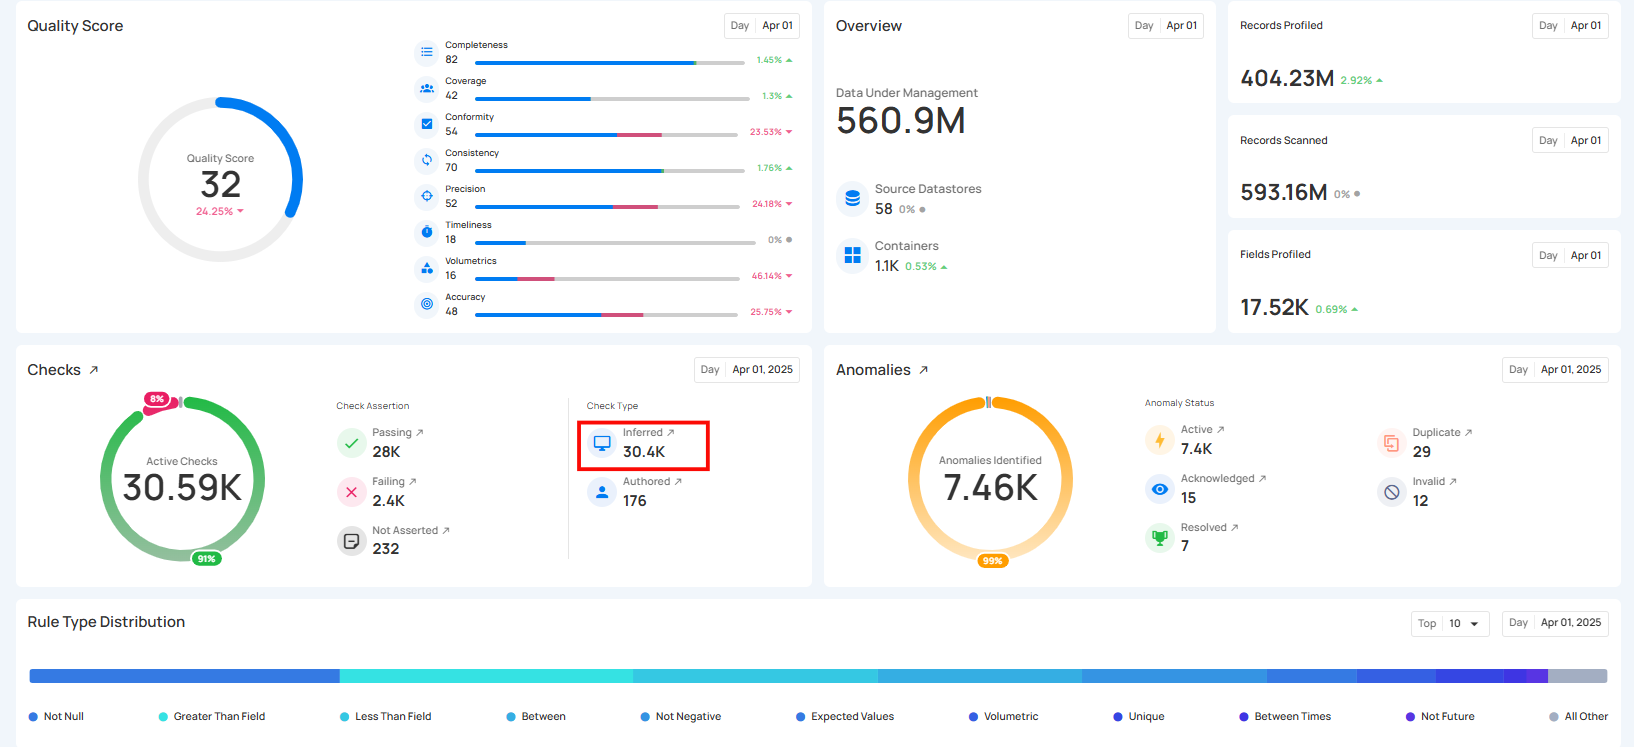 Quality Score
Day Apr 01
Quality Score
32
24.25%
Completeness
82
1.45%
Coverage
42
1.3%
Conformity
54
23.53%
Consistency
70
1.76%
Precision
52
24.18%
Timeliness
18
0%
Volumetrics
16
46.14%
Accuracy
48
25.75%
Overview
Day Apr 01
Data Under Management
560.9M
Source Datastores
58 0%
Containers
1.1K 0.53%
Records Profiled
Day Apr 01
404.23M 2.92%
Records Scanned
Day Apr 01
593.16M 0%
Fields Profiled
Day Apr 01
17.52K 0.69%
Checks
Day Apr 01, 2025
8%
Active Checks
30.59K
91%
Check Assertion
Passing
28K
Failing
2.4K
Not Asserted
232
Check Type
Inferred
30.4K
Authored
176
Anomalies
Day Apr 01, 2025
Anomalies Identified
7.46K
99%
Anomaly Status
Active
7.4K
Acknowledged
15
Resolved
7
Duplicate
29
Invalid
12
Rule Type Distribution
Top 10
Day Apr 01, 2025
Not Null
Greater Than Field
Less Than Field
Between
Not Negative
Expected Values
Volumetric
Unique
Between Times
Not Future
All Other